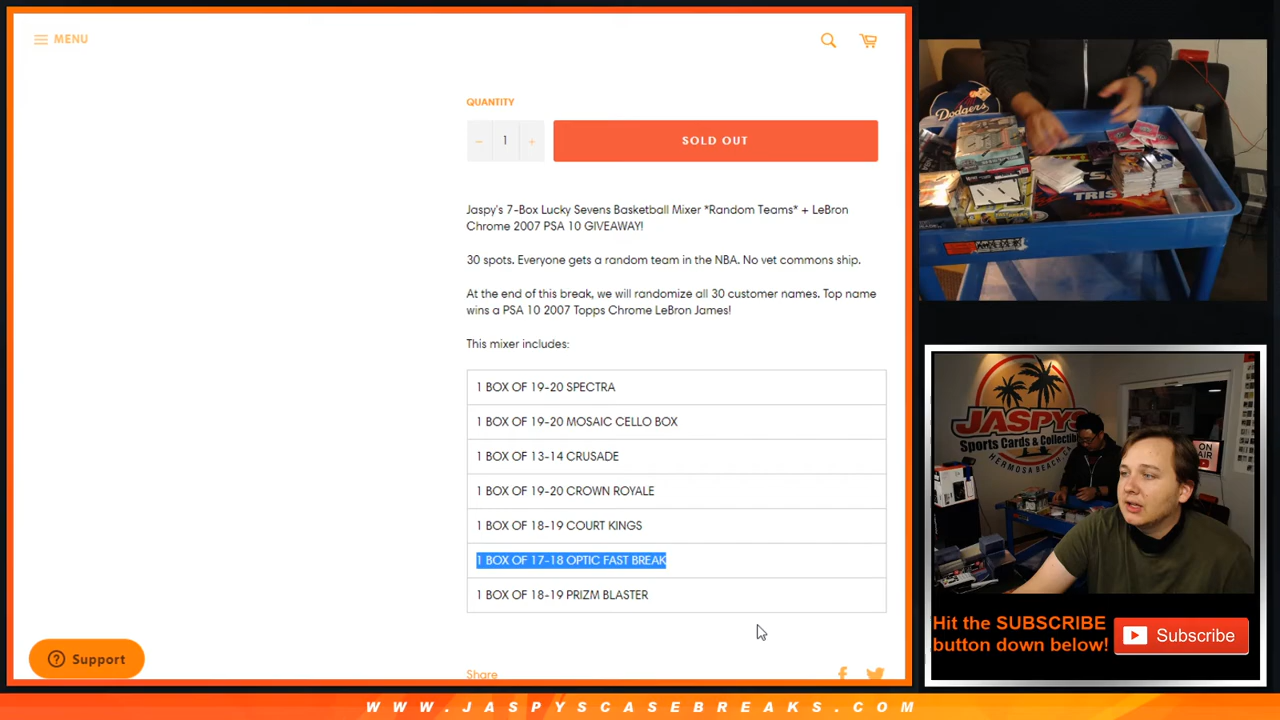 MENU
QUANTITY
− 1 +
SOLD OUT
Jaspy's 7-Box Lucky Sevens Basketball Mixer *Random Teams* + LeBron
Chrome 2007 PSA 10 GIVEAWAY!
30 spots. Everyone gets a random team in the NBA. No vet commons ship.
At the end of this break, we will randomize all 30 customer names. Top name
wins a PSA 10 2007 Topps Chrome LeBron James!
This mixer includes:
1 BOX OF 19-20 SPECTRA
1 BOX OF 19-20 MOSAIC CELLO BOX
1 BOX OF 13-14 CRUSADE
1 BOX OF 19-20 CROWN ROYALE
1 BOX OF 18-19 COURT KINGS
1 BOX OF 17-18 OPTIC FAST BREAK
1 BOX OF 18-19 PRIZM BLASTER
Share
? Support
Dodgers
JASPYS
Sports Cards & Collectib
HERMOSA BEACH, CA
ON
AIR
Hit the SUBSCRIBE
button down below!
Subscribe
WWW.JASPYSCASEBREAKS.COM